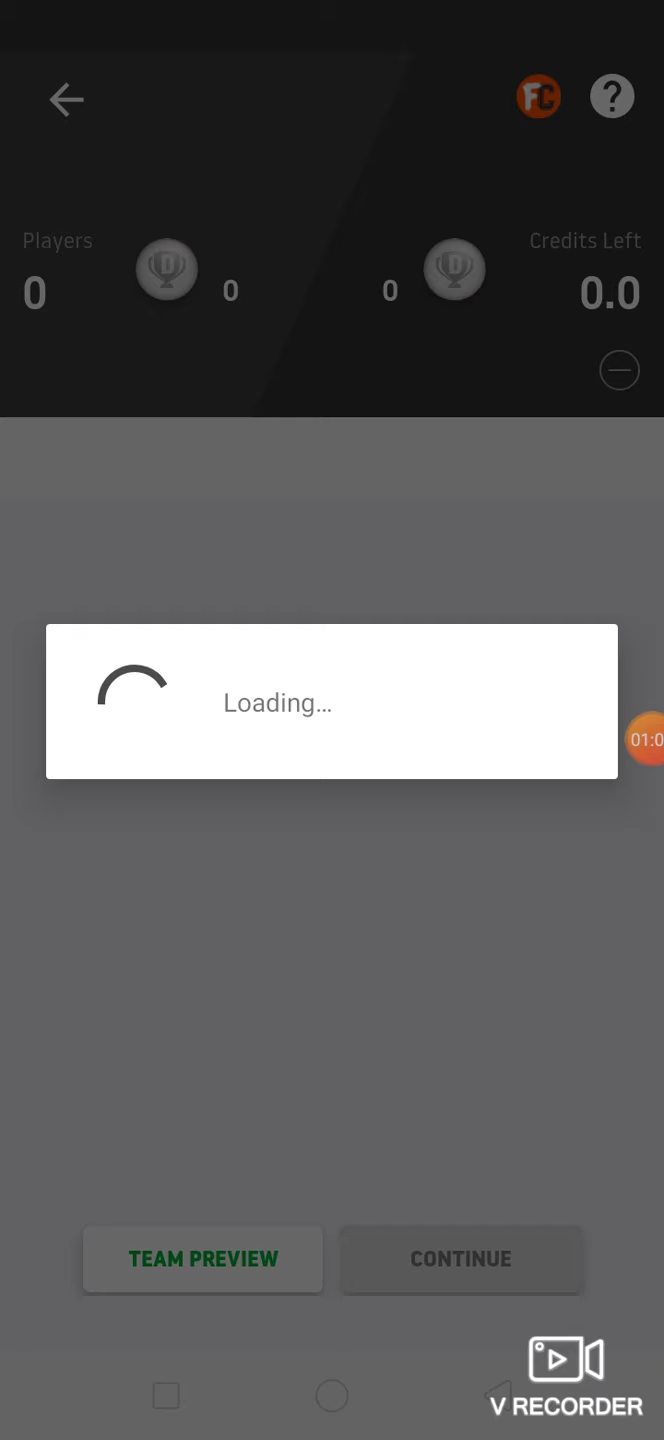 FC ?
Players
Credits Left
0
D
0
0
D
0.0
Loading...
01:0
TEAM PREVIEW
CONTINUE
V RECORDER